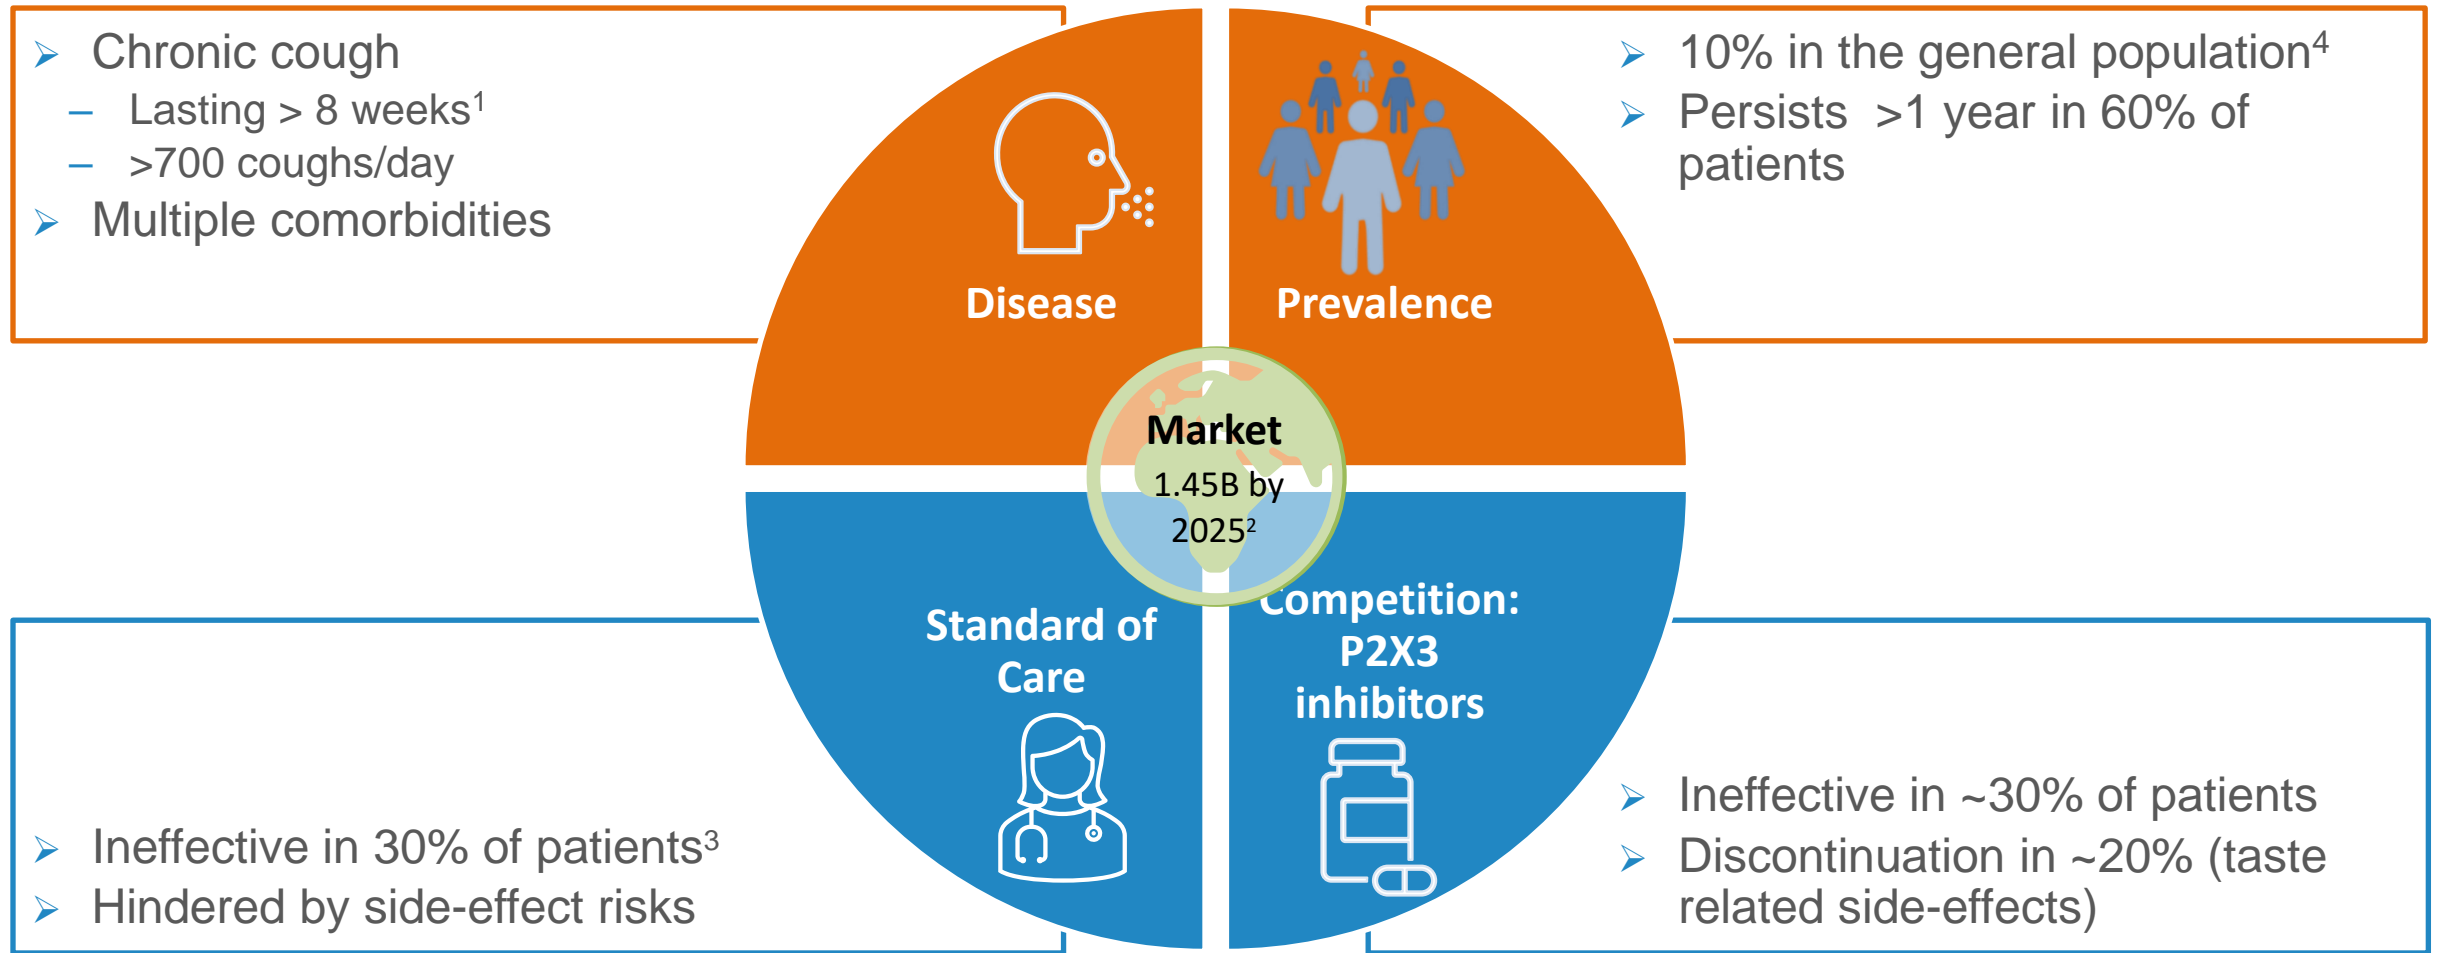 ➢ Chronic cough
– Lasting > 8 weeks¹
– >700 coughs/day
➢ Multiple comorbidities
Disease
Prevalence
➢ 10% in the general population⁴
➢ Persists  >1 year in 60% of
patients
Market
1.45B by
2025²
Standard of
Care
➢ Ineffective in 30% of patients³
➢ Hindered by side-effect risks
Competition:
P2X3
inhibitors
➢ Ineffective in ~30% of patients
➢ Discontinuation in ~20% (taste
related side-effects)